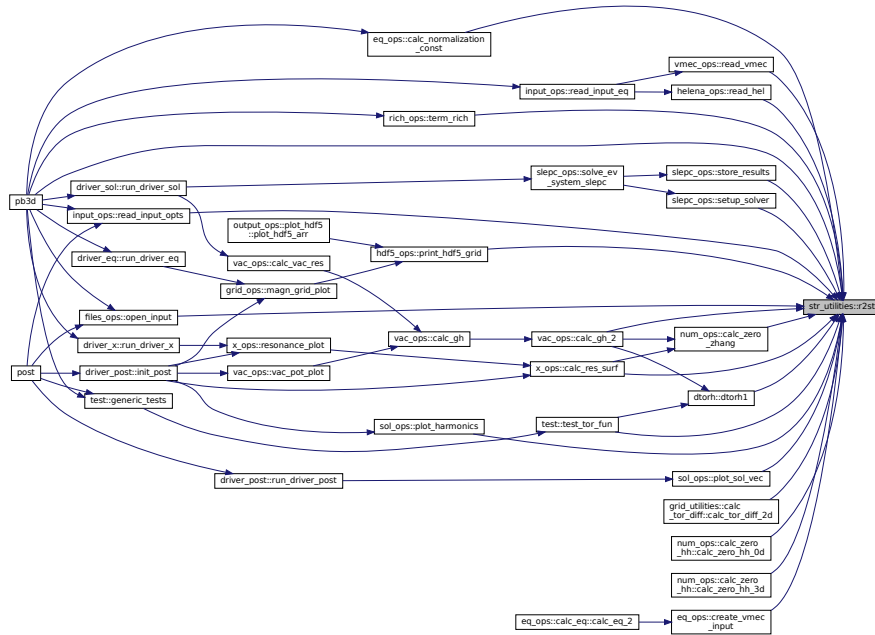 eq_ops::calc_normalization
_const
vmec_ops::read_vmec
input_ops::read_input_eq
helena_ops::read_hel
rich_ops::term_rich
slepc_ops::solve_ev
_system_slepc
slepc_ops::store_results
driver_sol::run_driver_sol
pb3d
slepc_ops::setup_solver
input_ops::read_input_opts
output_ops::plot_hdf5
::plot_hdf5_arr
hdf5_ops::print_hdf5_grid
driver_eq::run_driver_eq
vac_ops::calc_vac_res
grid_ops::magn_grid_plot
str_utilities::r2st
files_ops::open_input
vac_ops::calc_gh
vac_ops::calc_gh_2
num_ops::calc_zero
_zhang
driver_x::run_driver_x
x_ops::resonance_plot
x_ops::calc_res_surf
post
driver_post::init_post
vac_ops::vac_pot_plot
test::generic_tests
dtorh::dtorh1
sol_ops::plot_harmonics
test::test_tor_fun
driver_post::run_driver_post
sol_ops::plot_sol_vec
grid_utilities::calc
_tor_diff::calc_tor_diff_2d
num_ops::calc_zero
_hh::calc_zero_hh_0d
num_ops::calc_zero
_hh::calc_zero_hh_3d
eq_ops::calc_eq::calc_eq_2
eq_ops::create_vmec
_input